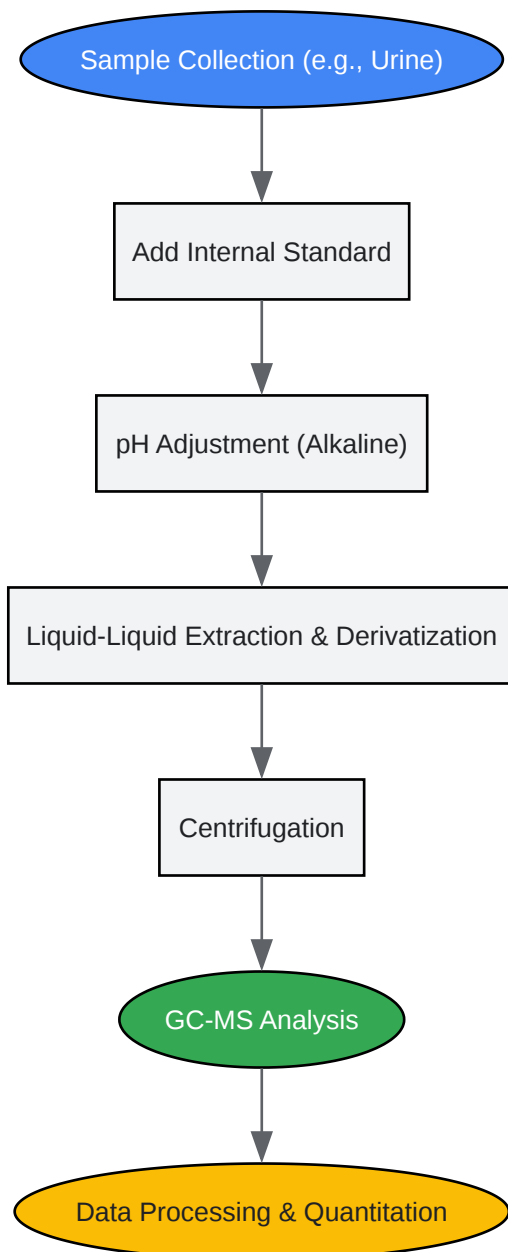 Sample Collection (e.g., Urine)
Add Internal Standard
pH Adjustment (Alkaline)
Liquid-Liquid Extraction & Derivatization
Centrifugation
GC-MS Analysis
Data Processing & Quantitation